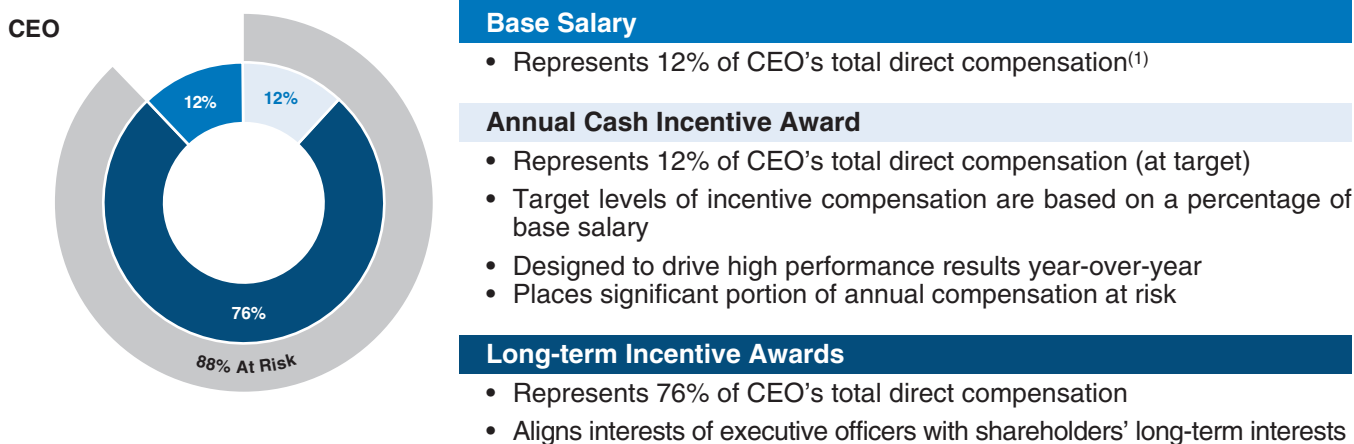 CEO
12%
12%
76%
88% At Risk
Base Salary
• Represents 12% of CEO's total direct compensation(1)
Annual Cash Incentive Award
• Represents 12% of CEO's total direct compensation (at target)
• Target levels of incentive compensation are based on a percentage of
base salary
• Designed to drive high performance results year-over-year
• Places significant portion of annual compensation at risk
Long-term Incentive Awards
• Represents 76% of CEO's total direct compensation
• Aligns interests of executive officers with shareholders' long-term interests